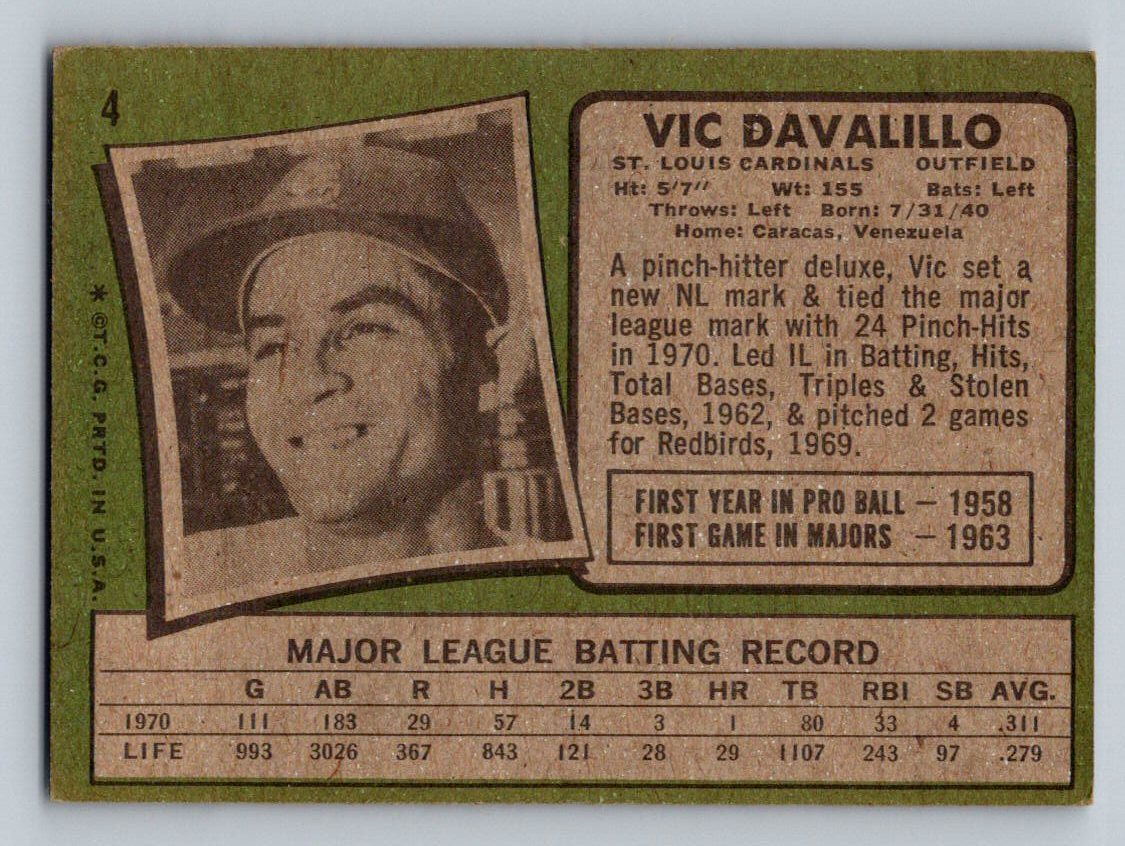 4
VIC DAVALILLO
ST. LOUIS CARDINALS OUTFIELD
Ht: 5'7" Wt: 155 Bats: Left
Throws: Left Born: 7/31/40
Home: Caracas, Venezuela
A pinch-hitter deluxe, Vic set a
new NL mark & tied the major
league mark with 24 Pinch-Hits
in 1970. Led IL in Batting, Hits,
Total Bases, Triples & Stolen
Bases, 1962, & pitched 2 games
for Redbirds, 1969.
FIRST YEAR IN PRO BALL — 1958
FIRST GAME IN MAJORS — 1963
* ©T.C.G. PRTD. IN U.S.A.
MAJOR LEAGUE BATTING RECORD
G AB R H 2B 3B HR TB RBI SB AVG.
1970 111 183 29 57 14 3 1 80 33 4 .311
LIFE 993 3026 367 843 121 28 29 1107 243 97 .279